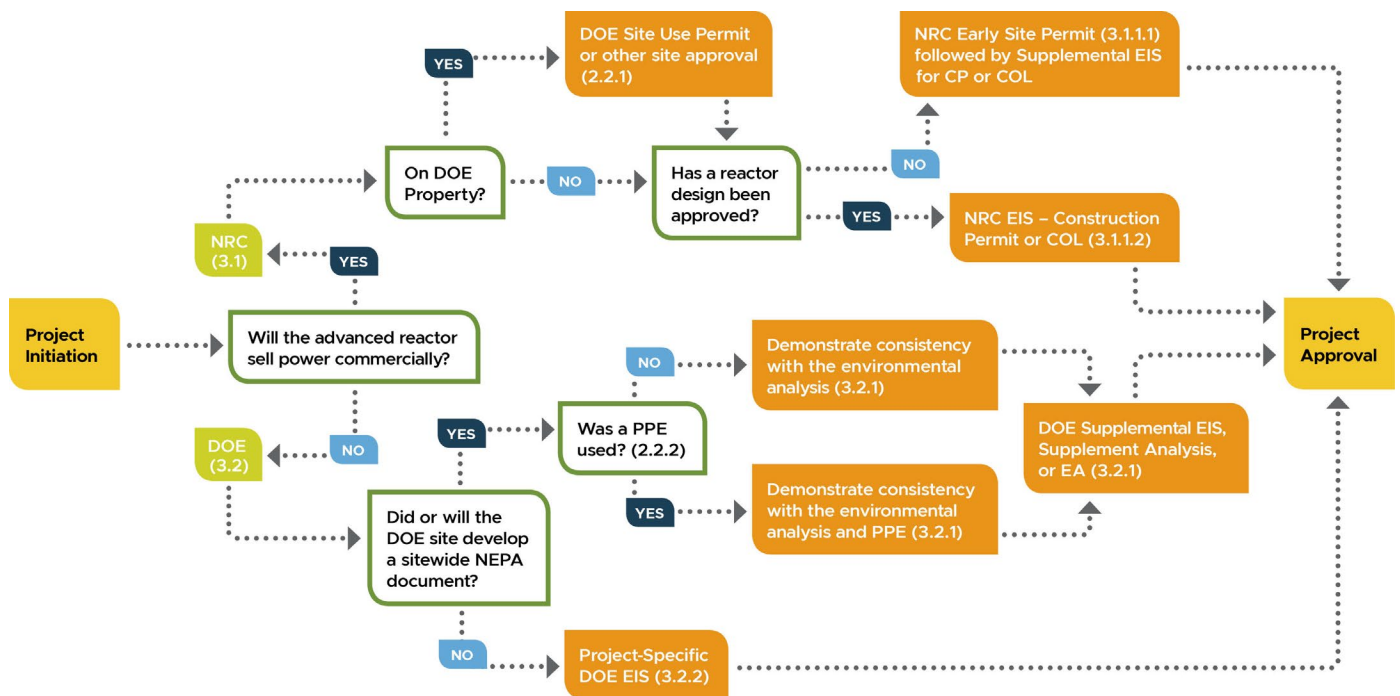 Project
Initiation
Will the advanced reactor
sell power commercially?
YES
NRC
(3.1)
On DOE
Property?
YES
DOE Site Use Permit
or other site approval
(2.2.1)
NO
Has a reactor
design been
approved?
NO
NRC Early Site Permit (3.1.1.1)
followed by Supplemental EIS
for CP or COL
YES
NRC EIS – Construction
Permit or COL (3.1.1.2)
NO
DOE
(3.2)
Did or will the
DOE site develop
a sitewide NEPA
document?
YES
Was a PPE
used? (2.2.2)
NO
Demonstrate consistency
with the environmental
analysis (3.2.1)
YES
Demonstrate consistency
with the environmental
analysis and PPE (3.2.1)
DOE Supplemental EIS,
Supplement Analysis,
or EA (3.2.1)
NO
Project-Specific
DOE EIS (3.2.2)
Project
Approval